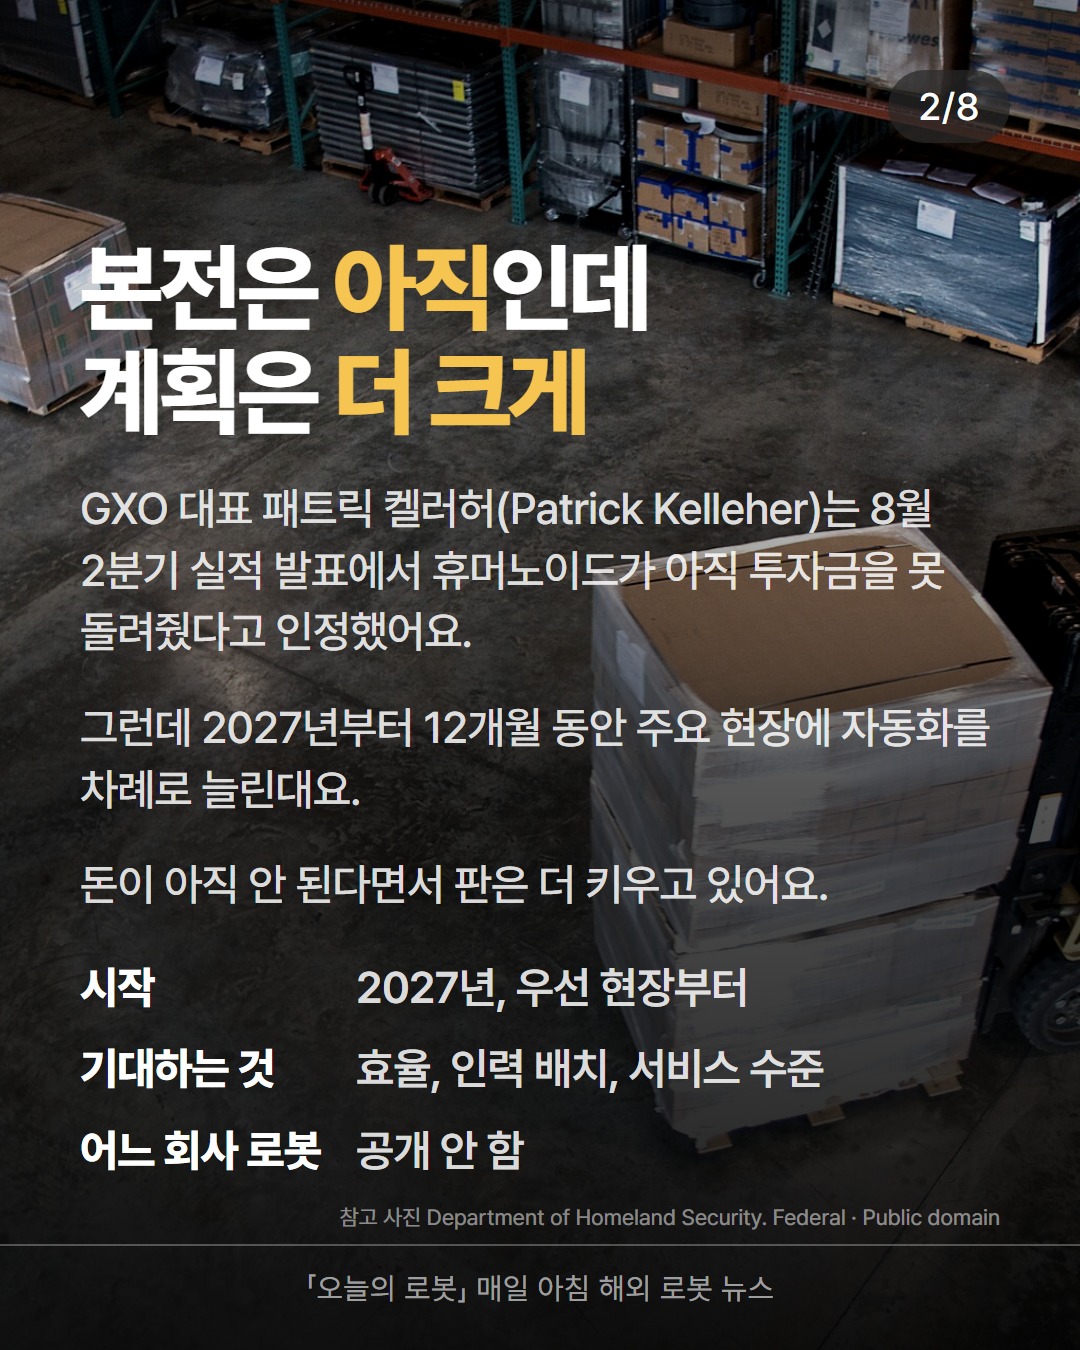 2/8
본전은 아직인데
계획은 더 크게
GXO 대표 패트릭 켈러허(Patrick Kelleher)는 8월
2분기 실적 발표에서 휴머노이드가 아직 투자금을 못
돌려줬다고 인정했어요.
그런데 2027년부터 12개월 동안 주요 현장에 자동화를
차례로 늘린대요.
돈이 아직 안 된다면서 판은 더 키우고 있어요.
시작 2027년, 우선 현장부터
기대하는 것 효율, 인력 배치, 서비스 수준
어느 회사 로봇 공개 안 함
참고 사진 Department of Homeland Security. Federal · Public domain
「오늘의 로봇」 매일 아침 해외 로봇 뉴스